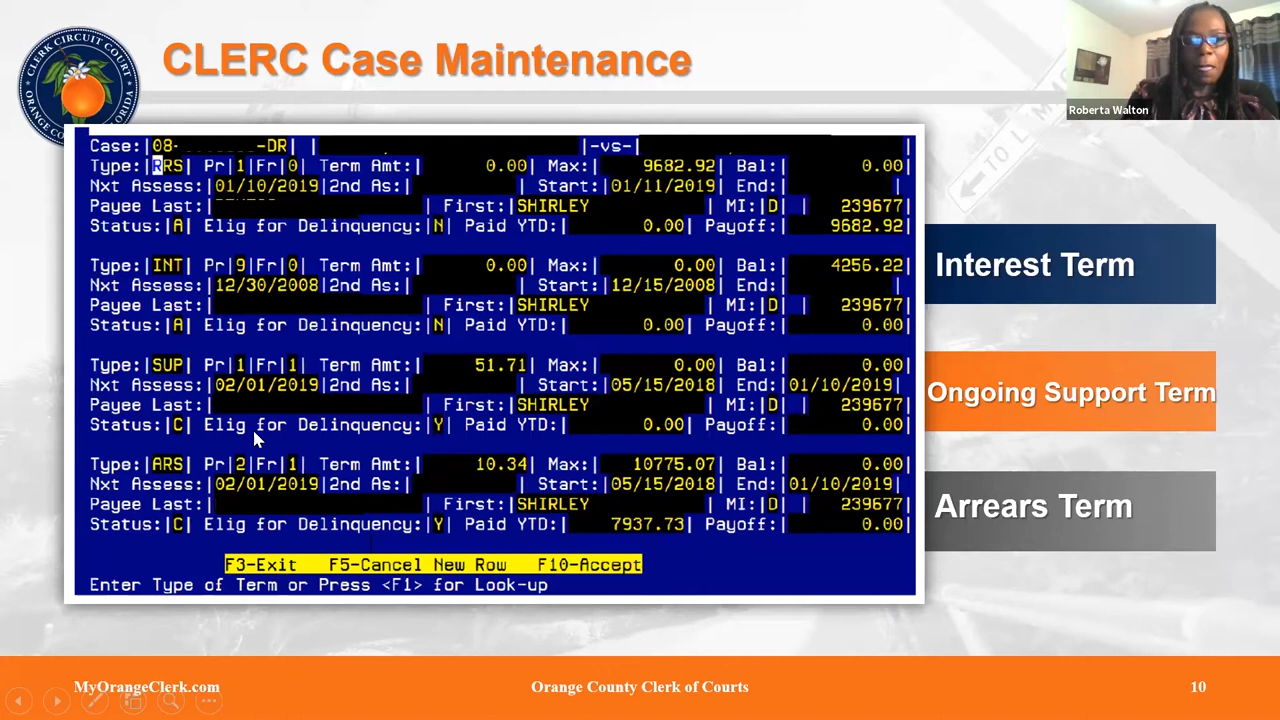 CLERC Case Maintenance
CLERK CIRCUIT COURT
ORANGE COUNTY FLORIDA
Roberta Walton
Case:|08- -DR| | |-vs-| |
Type:|RRS| Pr|1|Fr|0| Term Amt:| 0.00| Max:| 9682.92| Bal:| 0.00|
Nxt Assess:|01/10/2019|2nd As:| | Start:|01/11/2019| End:| |
Payee Last:| | First:|SHIRLEY | MI:|D| | 239677|
Status:|A| Elig for Delinquency:|N| Paid YTD:| 0.00| Payoff:| 9682.92|
Type:|INT| Pr|9|Fr|0| Term Amt:| 0.00| Max:| 0.00| Bal:| 4256.22|
Nxt Assess:|12/30/2008|2nd As:| | Start:|12/15/2008| End:| |
Payee Last:| | First:|SHIRLEY | MI:|D| | 239677|
Status:|A| Elig for Delinquency:|N| Paid YTD:| 0.00| Payoff:| 0.00|
Type:|SUP| Pr|1|Fr|1| Term Amt:| 51.71| Max:| 0.00| Bal:| 0.00|
Nxt Assess:|02/01/2019|2nd As:| | Start:|05/15/2018| End:|01/10/2019|
Payee Last:| | First:|SHIRLEY | MI:|D| | 239677|
Status:|C| Elig for Delinquency:|Y| Paid YTD:| 0.00| Payoff:| 0.00|
Type:|ARS| Pr|2|Fr|1| Term Amt:| 10.34| Max:| 10775.07| Bal:| 0.00|
Nxt Assess:|02/01/2019|2nd As:| | Start:|05/15/2018| End:|01/10/2019|
Payee Last:| | First:|SHIRLEY | MI:|D| | 239677|
Status:|C| Elig for Delinquency:|Y| Paid YTD:| 7937.73| Payoff:| 0.00|
F3-Exit F5-Cancel New Row F10-Accept
Enter Type of Term or Press <F1> for Look-up
Interest Term
Ongoing Support Term
Arrears Term
MyOrangeClerk.com
Orange County Clerk of Courts
10